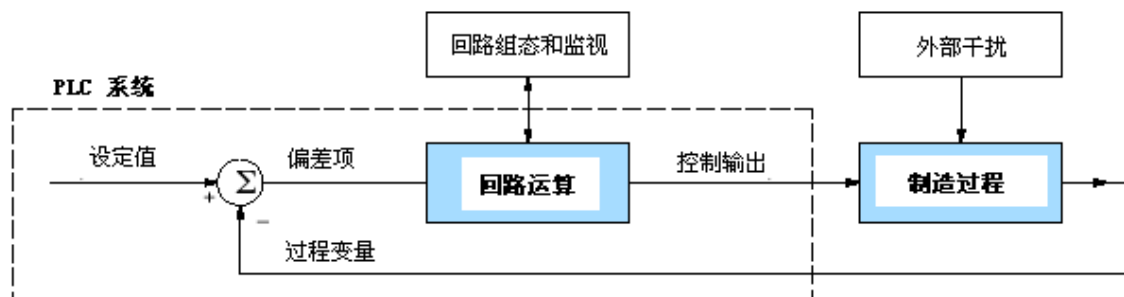 回路组态和监视
外部干扰
PLC 系统
设定值
偏差项
回路运算
控制输出
制造过程
+
Σ
−
过程变量